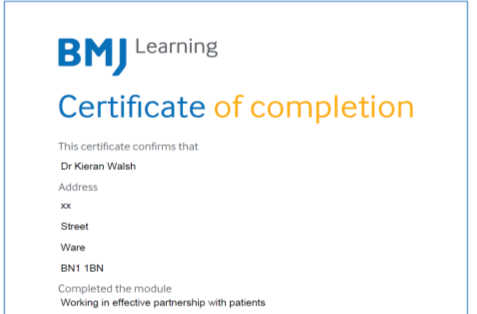 BMJ Learning
Certificate of completion
This certificate confirms that
Dr Kieran Walsh
Address
xx
Street
Ware
BN1 1BN
Completed the module
Working in effective partnership with patients